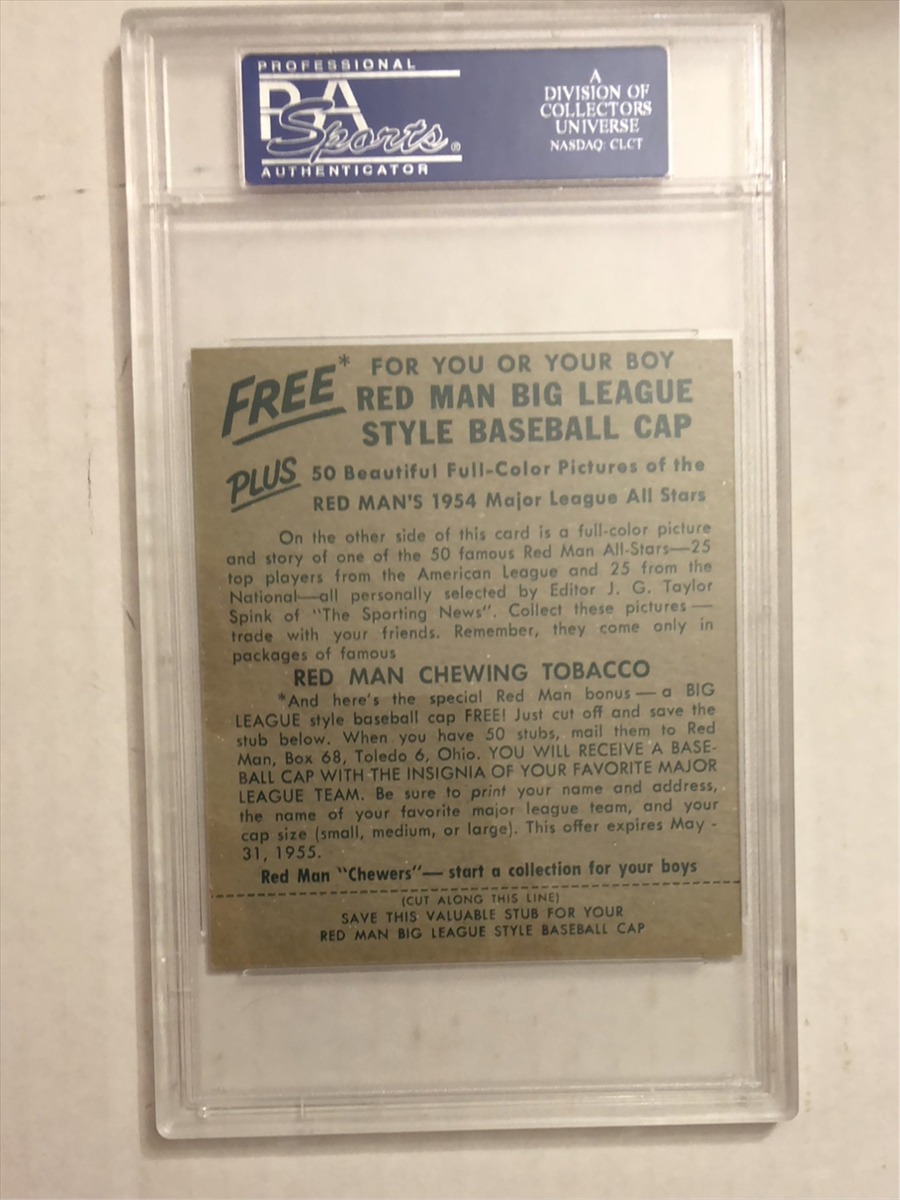 PROFESSIONAL
PSA
Sports®
AUTHENTICATOR
A
DIVISION OF
COLLECTORS
UNIVERSE
NASDAQ: CLCT
FREE* FOR YOU OR YOUR BOY
RED MAN BIG LEAGUE
STYLE BASEBALL CAP
PLUS 50 Beautiful Full-Color Pictures of the
RED MAN'S 1954 Major League All Stars
On the other side of this card is a full-color picture
and story of one of the 50 famous Red Man All-Stars—25
top players from the American League and 25 from the
National—all personally selected by Editor J. G. Taylor
Spink of "The Sporting News". Collect these pictures —
trade with your friends. Remember, they come only in
packages of famous
RED MAN CHEWING TOBACCO
*And here's the special Red Man bonus — a BIG
LEAGUE style baseball cap FREE! Just cut off and save the
stub below. When you have 50 stubs, mail them to Red
Man, Box 68, Toledo 6, Ohio. YOU WILL RECEIVE A BASE-
BALL CAP WITH THE INSIGNIA OF YOUR FAVORITE MAJOR
LEAGUE TEAM. Be sure to print your name and address,
the name of your favorite major league team, and your
cap size (small, medium, or large). This offer expires May -
31, 1955.
Red Man "Chewers"— start a collection for your boys
(CUT ALONG THIS LINE)
SAVE THIS VALUABLE STUB FOR YOUR
RED MAN BIG LEAGUE STYLE BASEBALL CAP